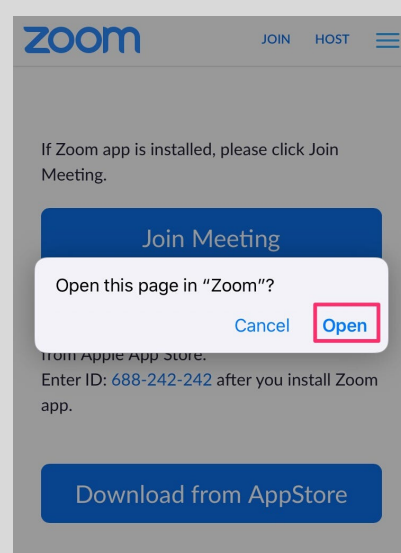 zoom
JOIN HOST
If Zoom app is installed, please click Join
Meeting.
Join Meeting
Open this page in “Zoom”?
Cancel Open
from Apple App Store.
Enter ID: 688-242-242 after you install Zoom
app.
Download from AppStore